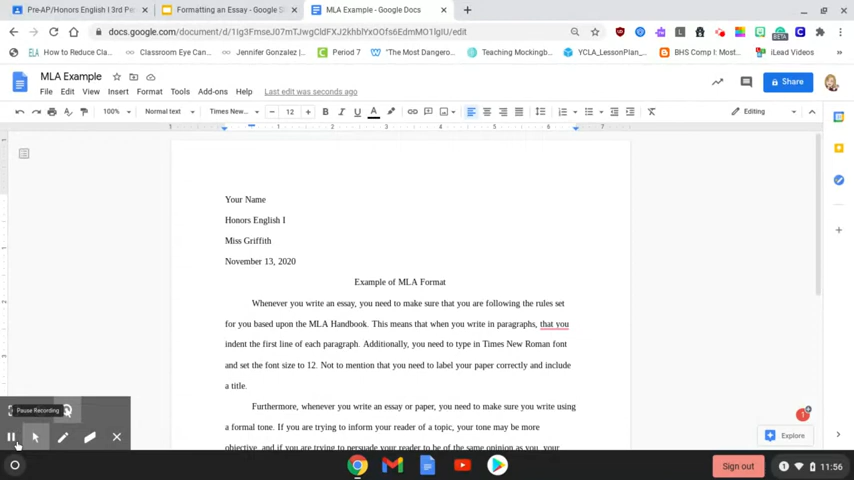 Pre-AP/Honors English I 3rd Per
Formatting an Essay - Google Sl
MLA Example - Google Docs
docs.google.com/document/d/1Ig3FmseJ07mTJwgCldFXJ2khbIYxOOfs6EdmMO1lgIU/edit
How to Reduce Cla...
Classroom Eye Can...
Jennifer Gonzalez |...
Period 7
"The Most Dangero...
Teaching Mockingb...
YCLA_LessonPlan_...
BHS Comp I: Most...
iLead Videos
MLA Example
Share
File Edit View Insert Format Tools Add-ons Help Last edit was seconds ago
100% Normal text Times New... 12 B I U A Editing
Your Name
Honors English I
Miss Griffith
November 13, 2020
Example of MLA Format
Whenever you write an essay, you need to make sure that you are following the rules set
for you based upon the MLA Handbook. This means that when you write in paragraphs, that you
indent the first line of each paragraph. Additionally, you need to type in Times New Roman font
and set the font size to 12. Not to mention that you need to label your paper correctly and include
a title.
Furthermore, whenever you write an essay or paper, you need to make sure you write using
a formal tone. If you are trying to inform your reader of a topic, your tone may be more
objective, and if you are trying to persuade your reader to be of the same opinion as you, your
Pause Recording
Explore
Sign out
1
11:56